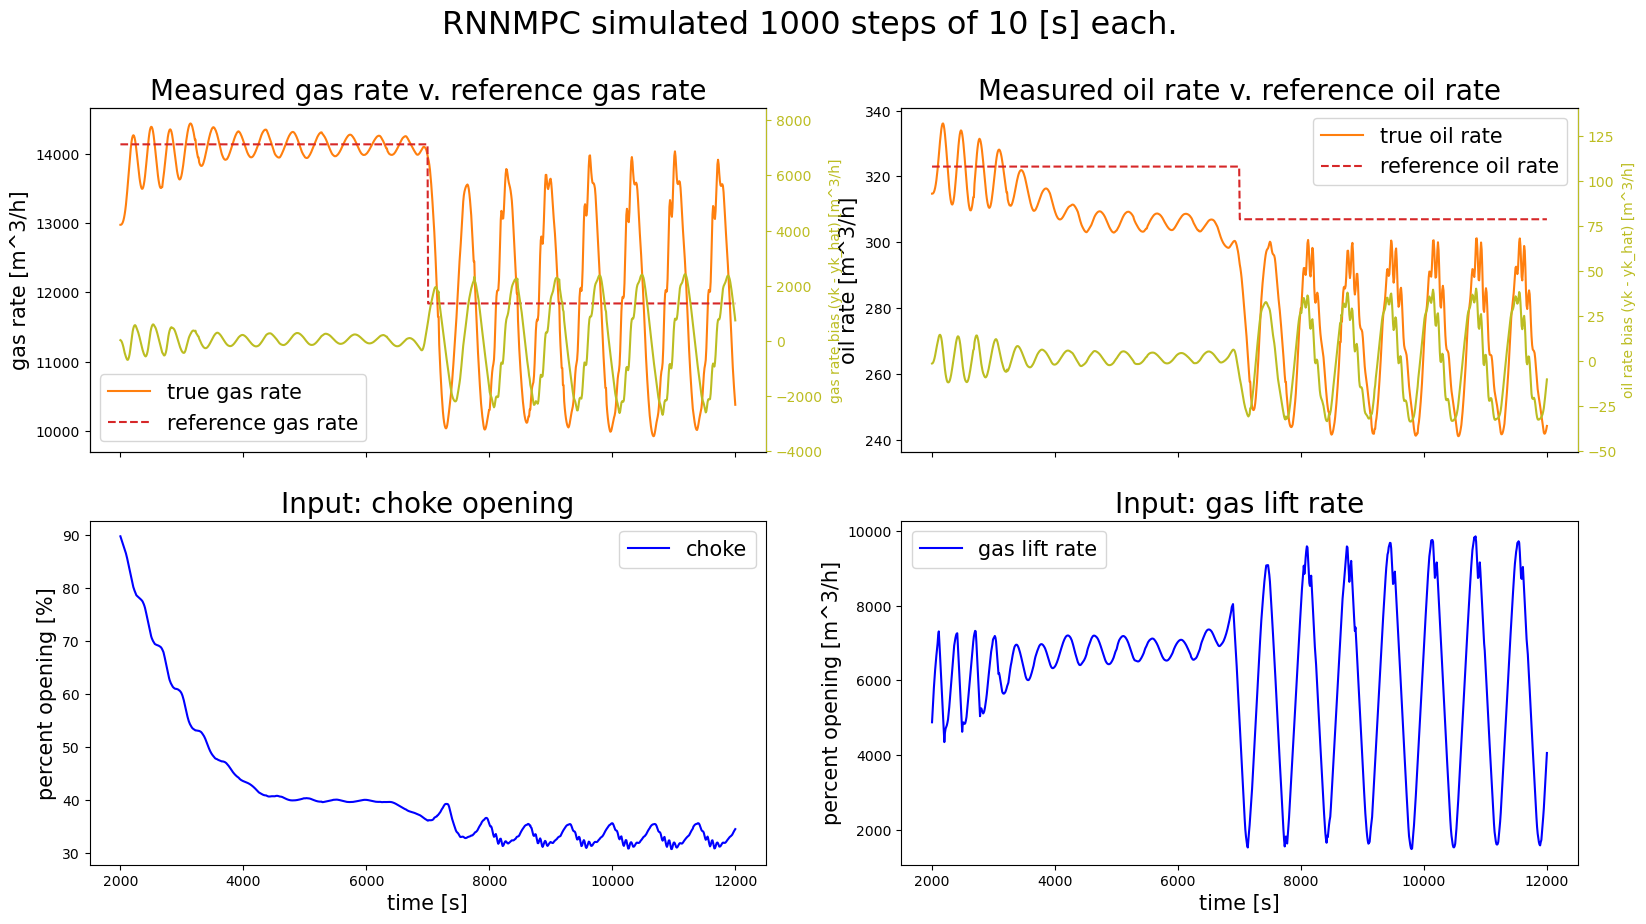 RNNMPC simulated 1000 steps of 10 [s] each.
Measured gas rate v. reference gas rate
gas rate [m^3/h]
14000
13000
12000
11000
10000
true gas rate
reference gas rate
8000
6000
4000
2000
0
−2000
−4000
gas rate bias (yk - yk_hat) [m^3/h]
Measured oil rate v. reference oil rate
oil rate [m^3/h]
340
320
300
280
260
240
true oil rate
reference oil rate
125
100
75
50
25
0
−25
−50
oil rate bias (yk - yk_hat) [m^3/h]
Input: choke opening
percent opening [%]
90
80
70
60
50
40
30
choke
2000 4000 6000 8000 10000 12000
time [s]
Input: gas lift rate
percent opening [m^3/h]
10000
8000
6000
4000
2000
gas lift rate
2000 4000 6000 8000 10000 12000
time [s]